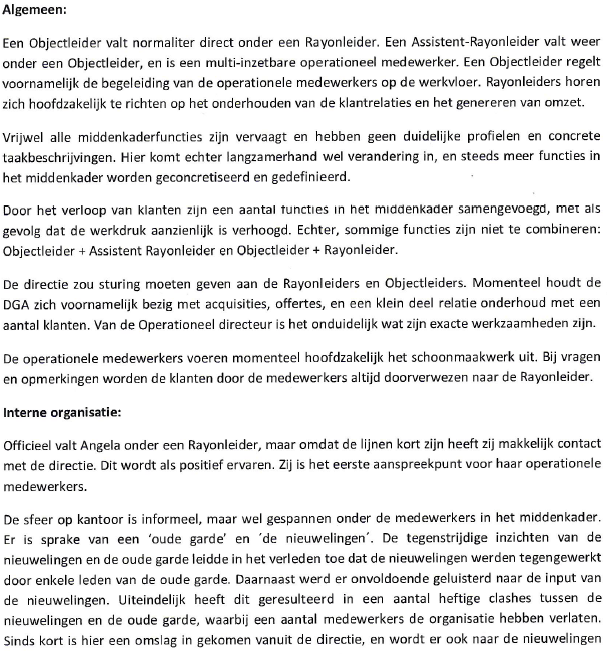 Algemeen:
Een Objectleider valt normaliter direct onder een Rayonleider. Een Assistent-Rayonleider valt weer
onder een Objectleider, en is een multi-inzetbare operationeel medewerker. Een Objectleider regelt
voornamelijk de begeleiding van de operationele medewerkers op de werkvloer. Rayonleiders horen
zich hoofdzakelijk te richten op het onderhouden van de klantrelaties en het genereren van omzet.
Vrijwel alle middenkaderfuncties zijn vervaagt en hebben geen duidelijke profielen en concrete
taakbeschrijvingen. Hier komt echter langzamerhand wel verandering in, en steeds meer functies in
het middenkader worden geconcretiseerd en gedefinieerd.
Door het verloop van klanten zijn een aantal functies in het middenkader samengevoegd, met als
gevolg dat de werkdruk aanzienlijk is verhoogd. Echter, sommige functies zijn niet te combineren:
Objectleider + Assistent Rayonleider en Objectleider + Rayonleider.
De directie zou sturing moeten geven aan de Rayonleiders en Objectleiders. Momenteel houdt de
DGA zich voornamelijk bezig met acquisities, offertes, en een klein deel relatie onderhoud met een
aantal klanten. Van de Operationeel directeur is het onduidelijk wat zijn exacte werkzaamheden zijn.
De operationele medewerkers voeren momenteel hoofdzakelijk het schoonmaakwerk uit. Bij vragen
en opmerkingen worden de klanten door de medewerkers altijd doorverwezen naar de Rayonleider.
Interne organisatie:
Officieel valt Angela onder een Rayonleider, maar omdat de lijnen kort zijn heeft zij makkelijk contact
met de directie. Dit wordt als positief ervaren. Zij is het eerste aanspreekpunt voor haar operationele
medewerkers.
De sfeer op kantoor is informeel, maar wel gespannen onder de medewerkers in het middenkader.
Er is sprake van een 'oude garde' en ´de nieuwelingen´. De tegenstrijdige inzichten van de
nieuwelingen en de oude garde leidde in het verleden toe dat de nieuwelingen werden tegengewerkt
door enkele leden van de oude garde. Daarnaast werd er onvoldoende geluisterd naar de input van
de nieuwelingen. Uiteindelijk heeft dit geresulteerd in een aantal heftige clashes tussen de
nieuwelingen en de oude garde, waarbij een aantal medewerkers de organisatie hebben verlaten.
Sinds kort is hier een omslag in gekomen vanuit de directie, en wordt er ook naar de nieuwelingen